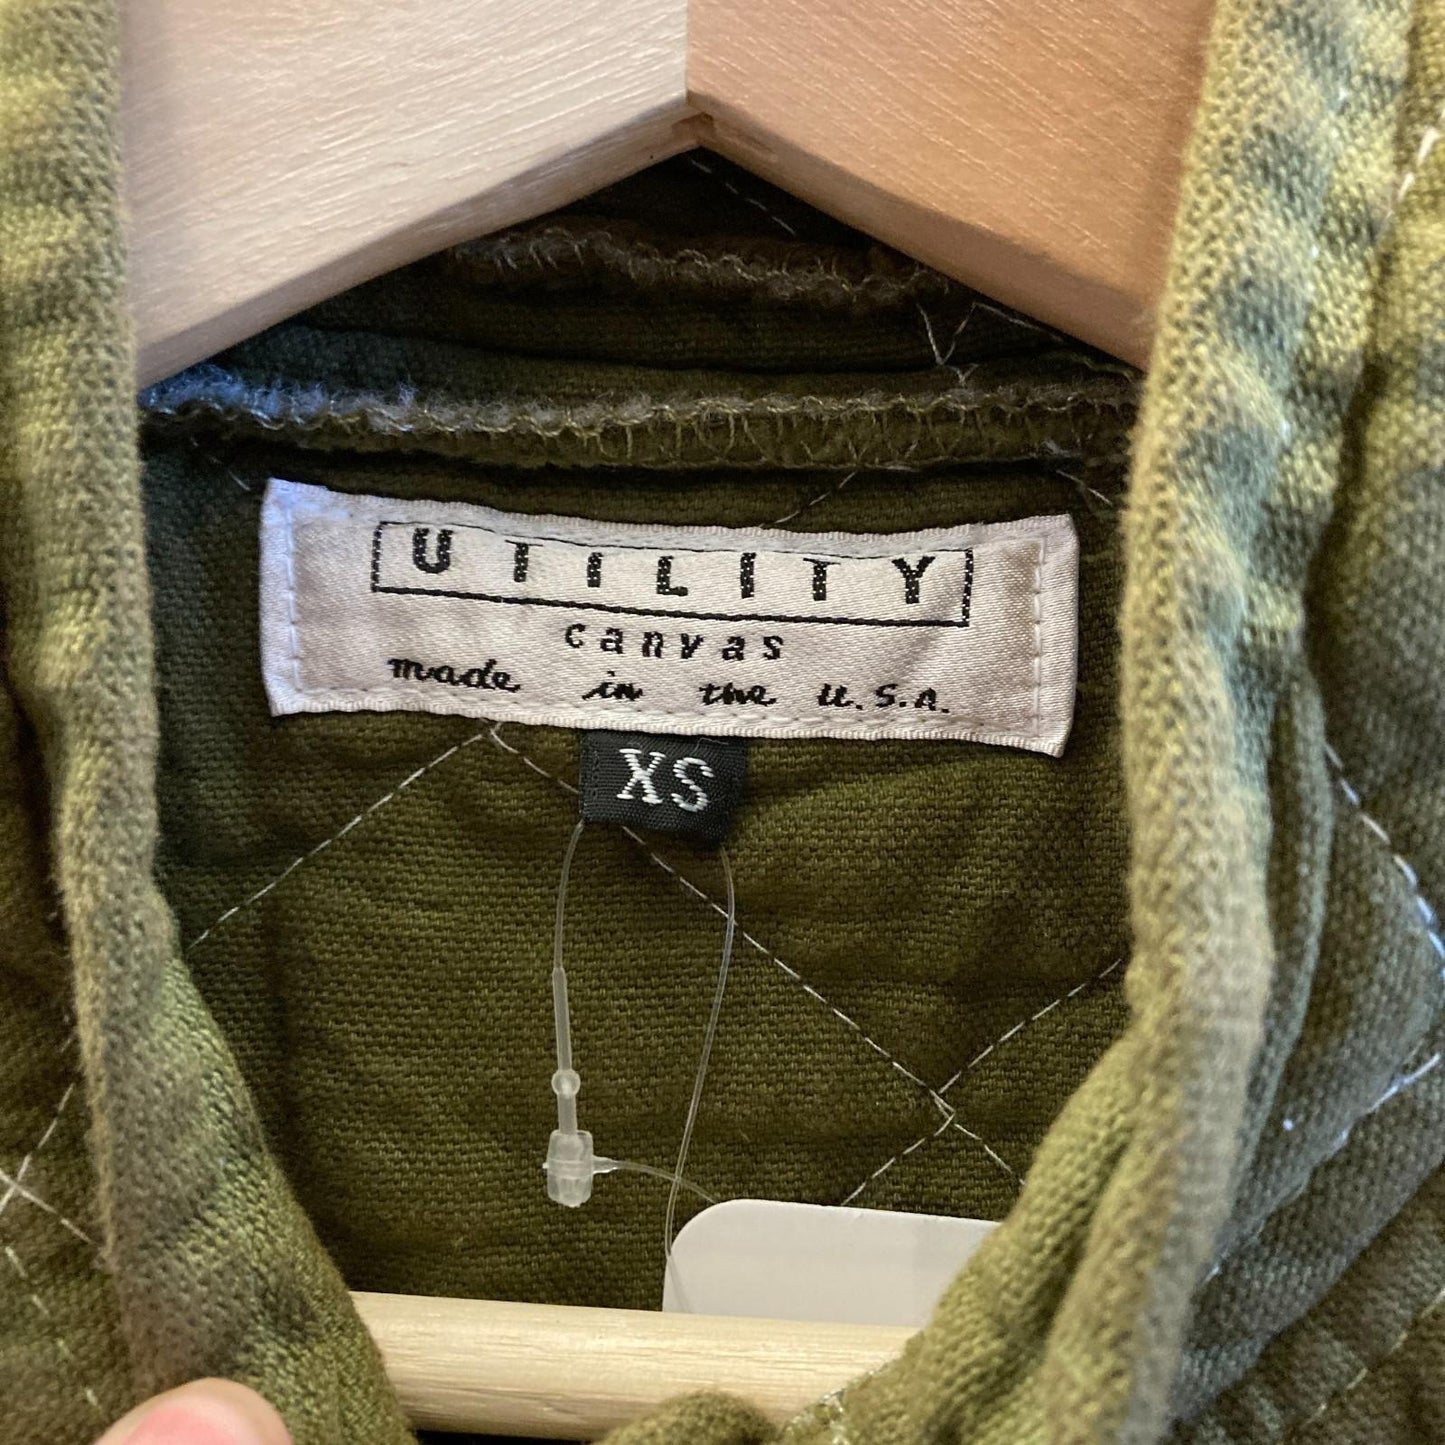 UTILITY
canvas
made in the U.S.A.
XS